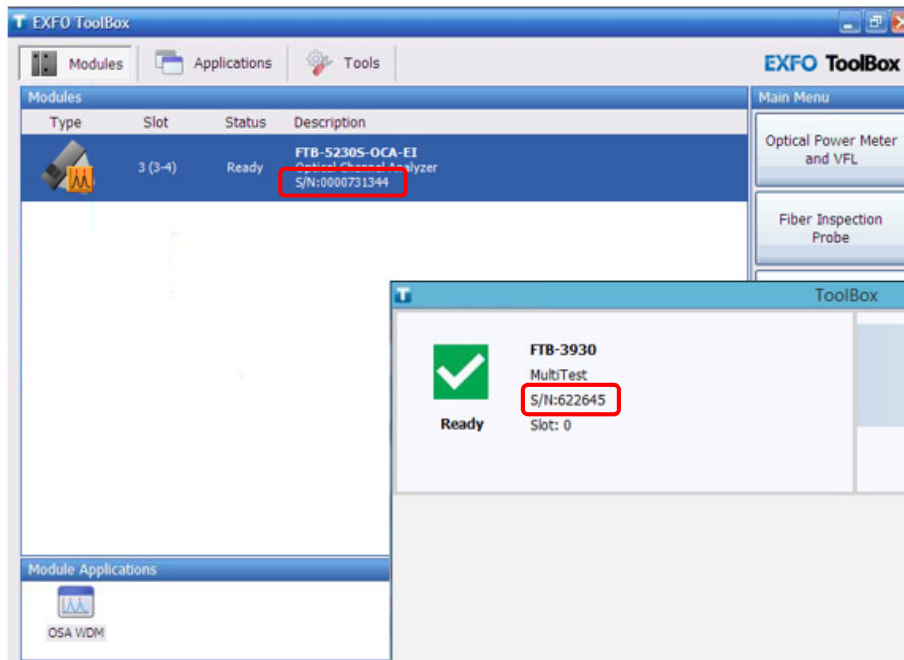 EXFO ToolBox
Modules Applications Tools EXFO ToolBox
Modules
Type Slot Status Description
FTB-5230S-OCA-EI
3 (3-4) Ready Optical Channel Analyzer
S/N:0000731344
Main Menu
Optical Power Meter
and VFL
Fiber Inspection
Probe
ToolBox
FTB-3930
MultiTest
S/N:622645
Ready Slot: 0
Module Applications
OSA WDM